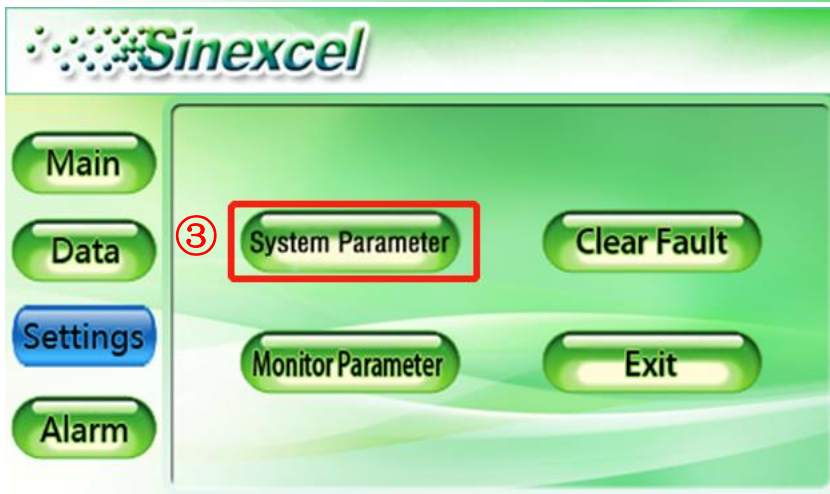 Sinexcel
Main
Data
Settings
Alarm
③
System Parameter
Clear Fault
Monitor Parameter
Exit